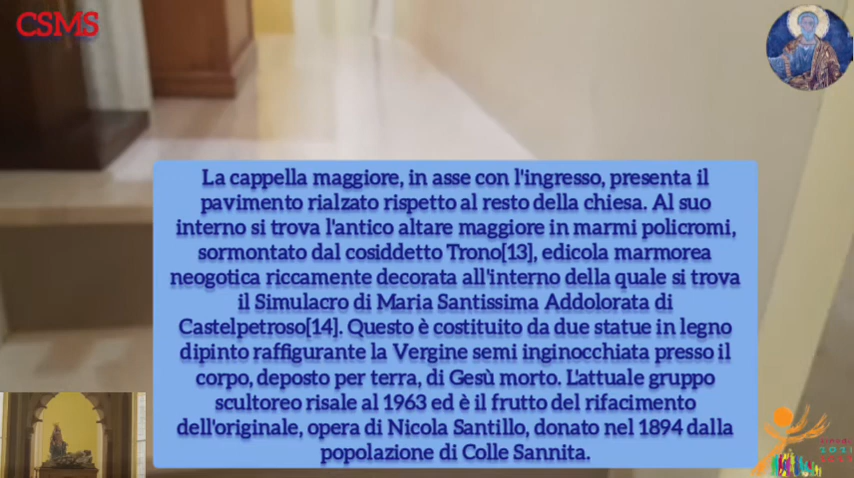 CSMS
La cappella maggiore, in asse con l'ingresso, presenta il
pavimento rialzato rispetto al resto della chiesa. Al suo
interno si trova l'antico altare maggiore in marmi policromi,
sormontato dal cosiddetto Trono[13], edicola marmorea
neogotica riccamente decorata all'interno della quale si trova
il Simulacro di Maria Santissima Addolorata di
Castelpetroso[14]. Questo è costituito da due statue in legno
dipinto raffigurante la Vergine semi inginocchiata presso il
corpo, deposto per terra, di Gesù morto. L'attuale gruppo
scultoreo risale al 1963 ed è il frutto del rifacimento
dell'originale, opera di Nicola Santillo, donato nel 1894 dalla
popolazione di Colle Sannita.
2021